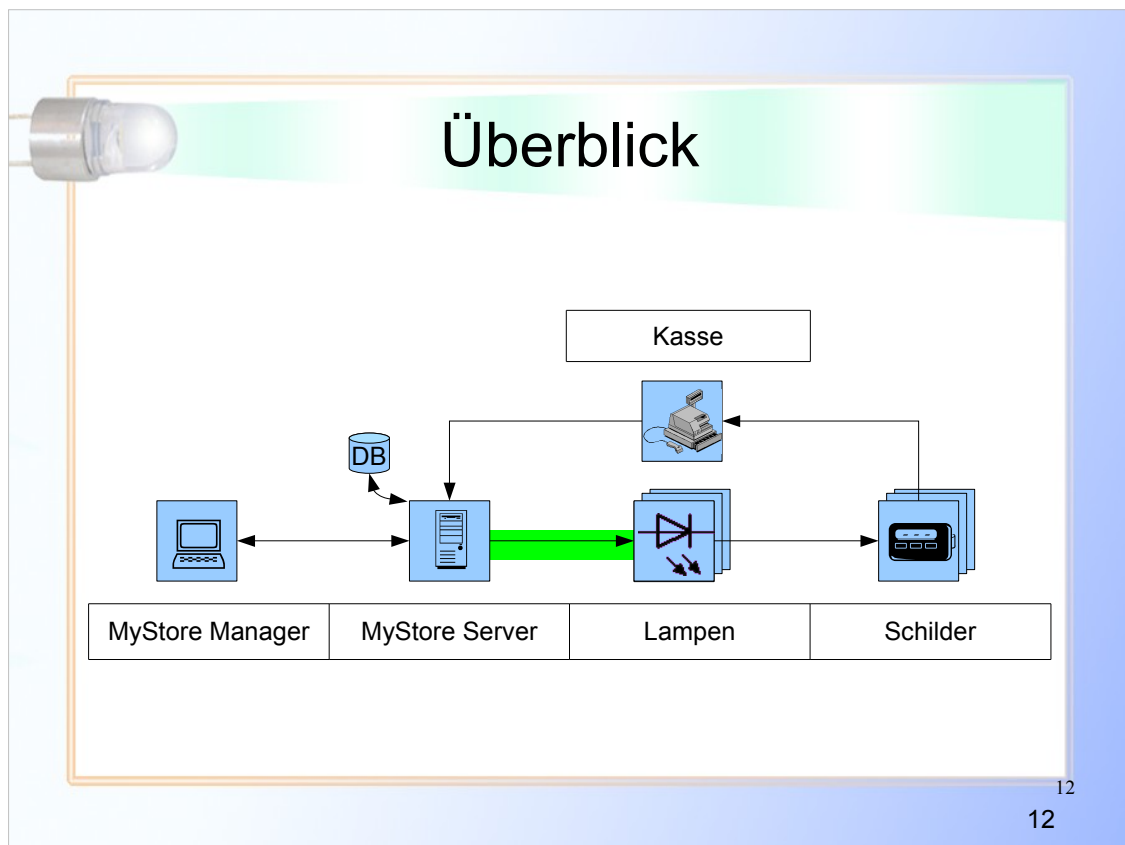 Überblick
Kasse
DB
MyStore Manager
MyStore Server
Lampen
Schilder
12
12